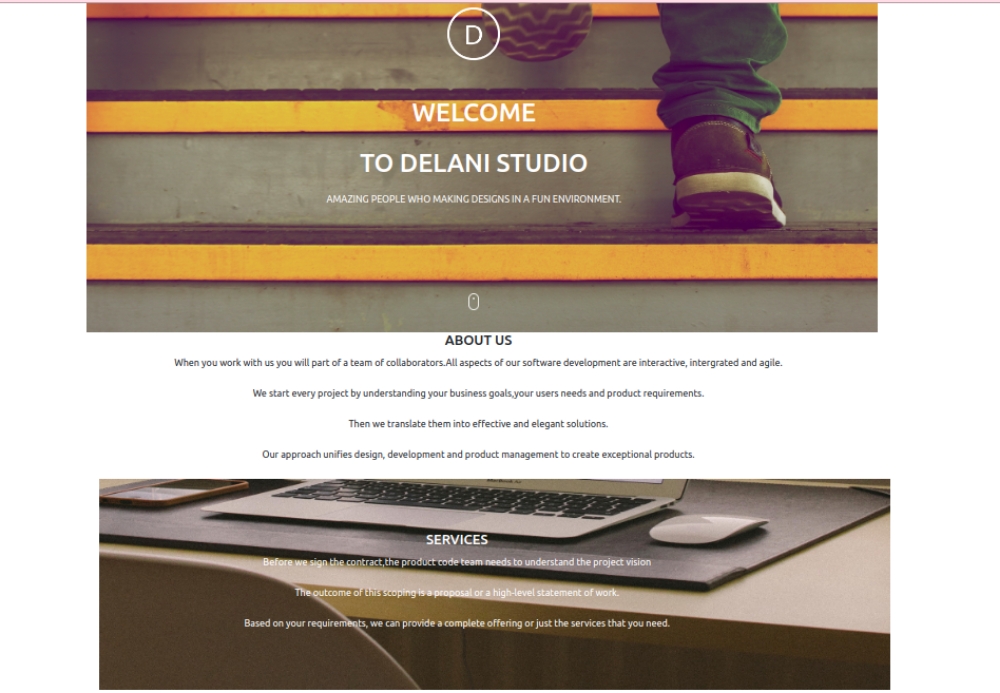 D
WELCOME
TO DELANI STUDIO
AMAZING PEOPLE WHO MAKING DESIGNS IN A FUN ENVIRONMENT.
ABOUT US
When you work with us you will part of a team of collaborators.All aspects of our software development are interactive, intergrated and agile.
We start every project by understanding your business goals,your users needs and product requirements.
Then we translate them into effective and elegant solutions.
Our approach unifies design, development and product management to create exceptional products.
MacBook Air
SERVICES
Before we sign the contract,the product code team needs to understand the project vision
The outcome of this scoping is a proposal or a high-level statement of work.
Based on your requirements, we can provide a complete offering or just the services that you need.